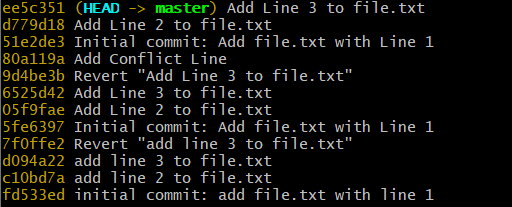 ee5c351 (HEAD -> master) Add Line 3 to file.txt
d779d18 Add Line 2 to file.txt
51e2de3 Initial commit: Add file.txt with Line 1
80a119a Add Conflict Line
9d4be3b Revert "Add Line 3 to file.txt"
6525d42 Add Line 3 to file.txt
05f9fae Add Line 2 to file.txt
5fe6397 Initial commit: Add file.txt with Line 1
7f0ffe2 Revert "add line 3 to file.txt"
d094a22 add line 3 to file.txt
c10bd7a add line 2 to file.txt
fd533ed initial commit: add file.txt with line 1